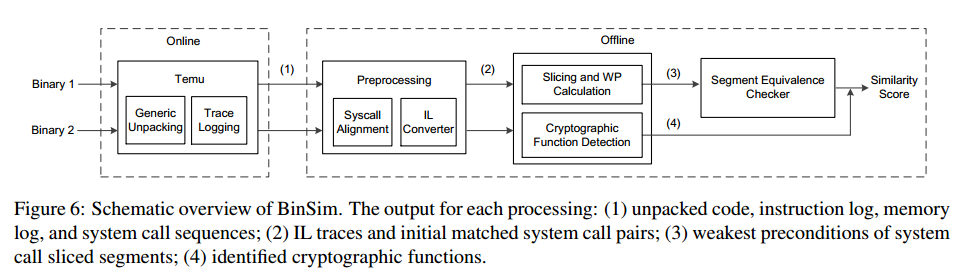 Online
Offline
Binary 1
Binary 2
Temu
Generic
Unpacking
Trace
Logging
(1)
Preprocessing
Syscall
Alignment
IL
Converter
(2)
Slicing and WP
Calculation
Cryptographic
Function Detection
(3)
(4)
Segment Equivalence
Checker
Similarity
Score
Figure 6: Schematic overview of BinSim. The output for each processing: (1) unpacked code, instruction log, memory
log, and system call sequences; (2) IL traces and initial matched system call pairs; (3) weakest preconditions of system
call sliced segments; (4) identified cryptographic functions.